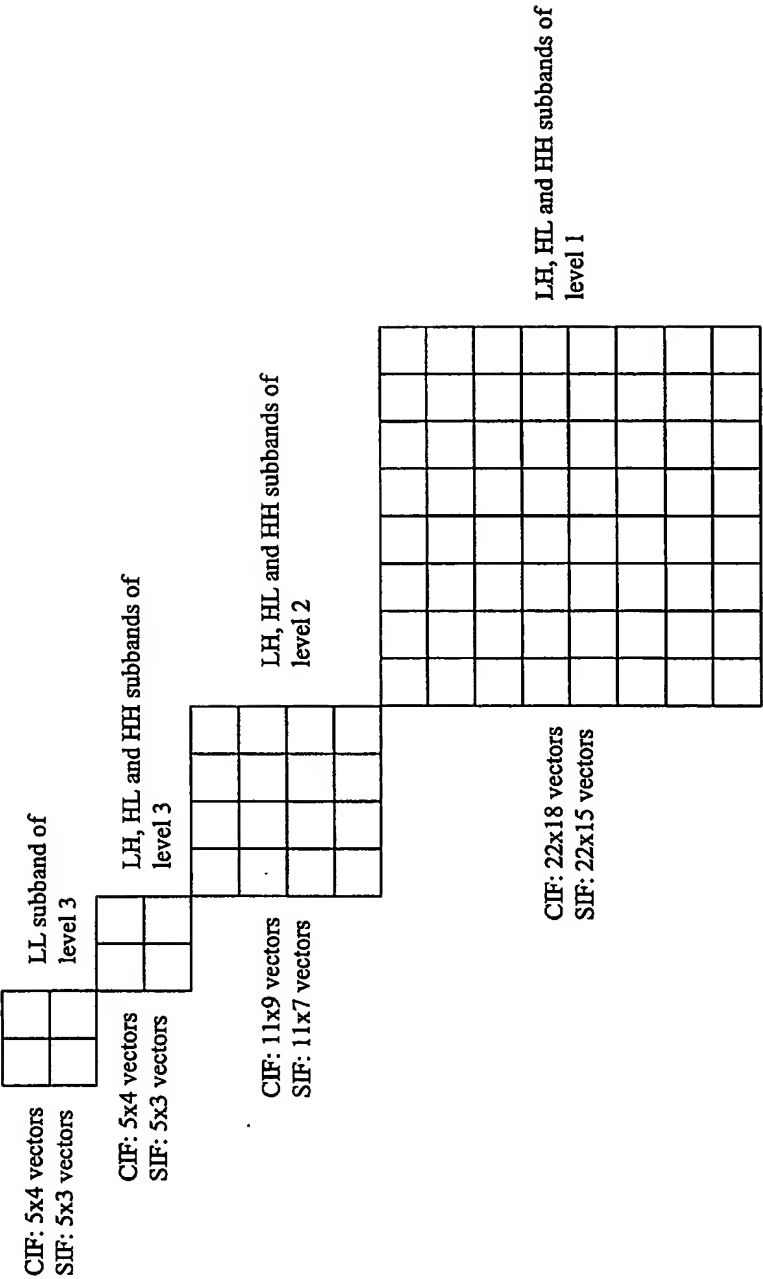 CIF: 5x4 vectors
SIF: 5x3 vectors
LL subband of
level 3
CIF: 5x4 vectors
SIF: 5x3 vectors
LH, HL and HH subbands of
level 3
CIF: 11x9 vectors
SIF: 11x7 vectors
LH, HL and HH subbands of
level 2
CIF: 22x18 vectors
SIF: 22x15 vectors
LH, HL and HH subbands of
level 1